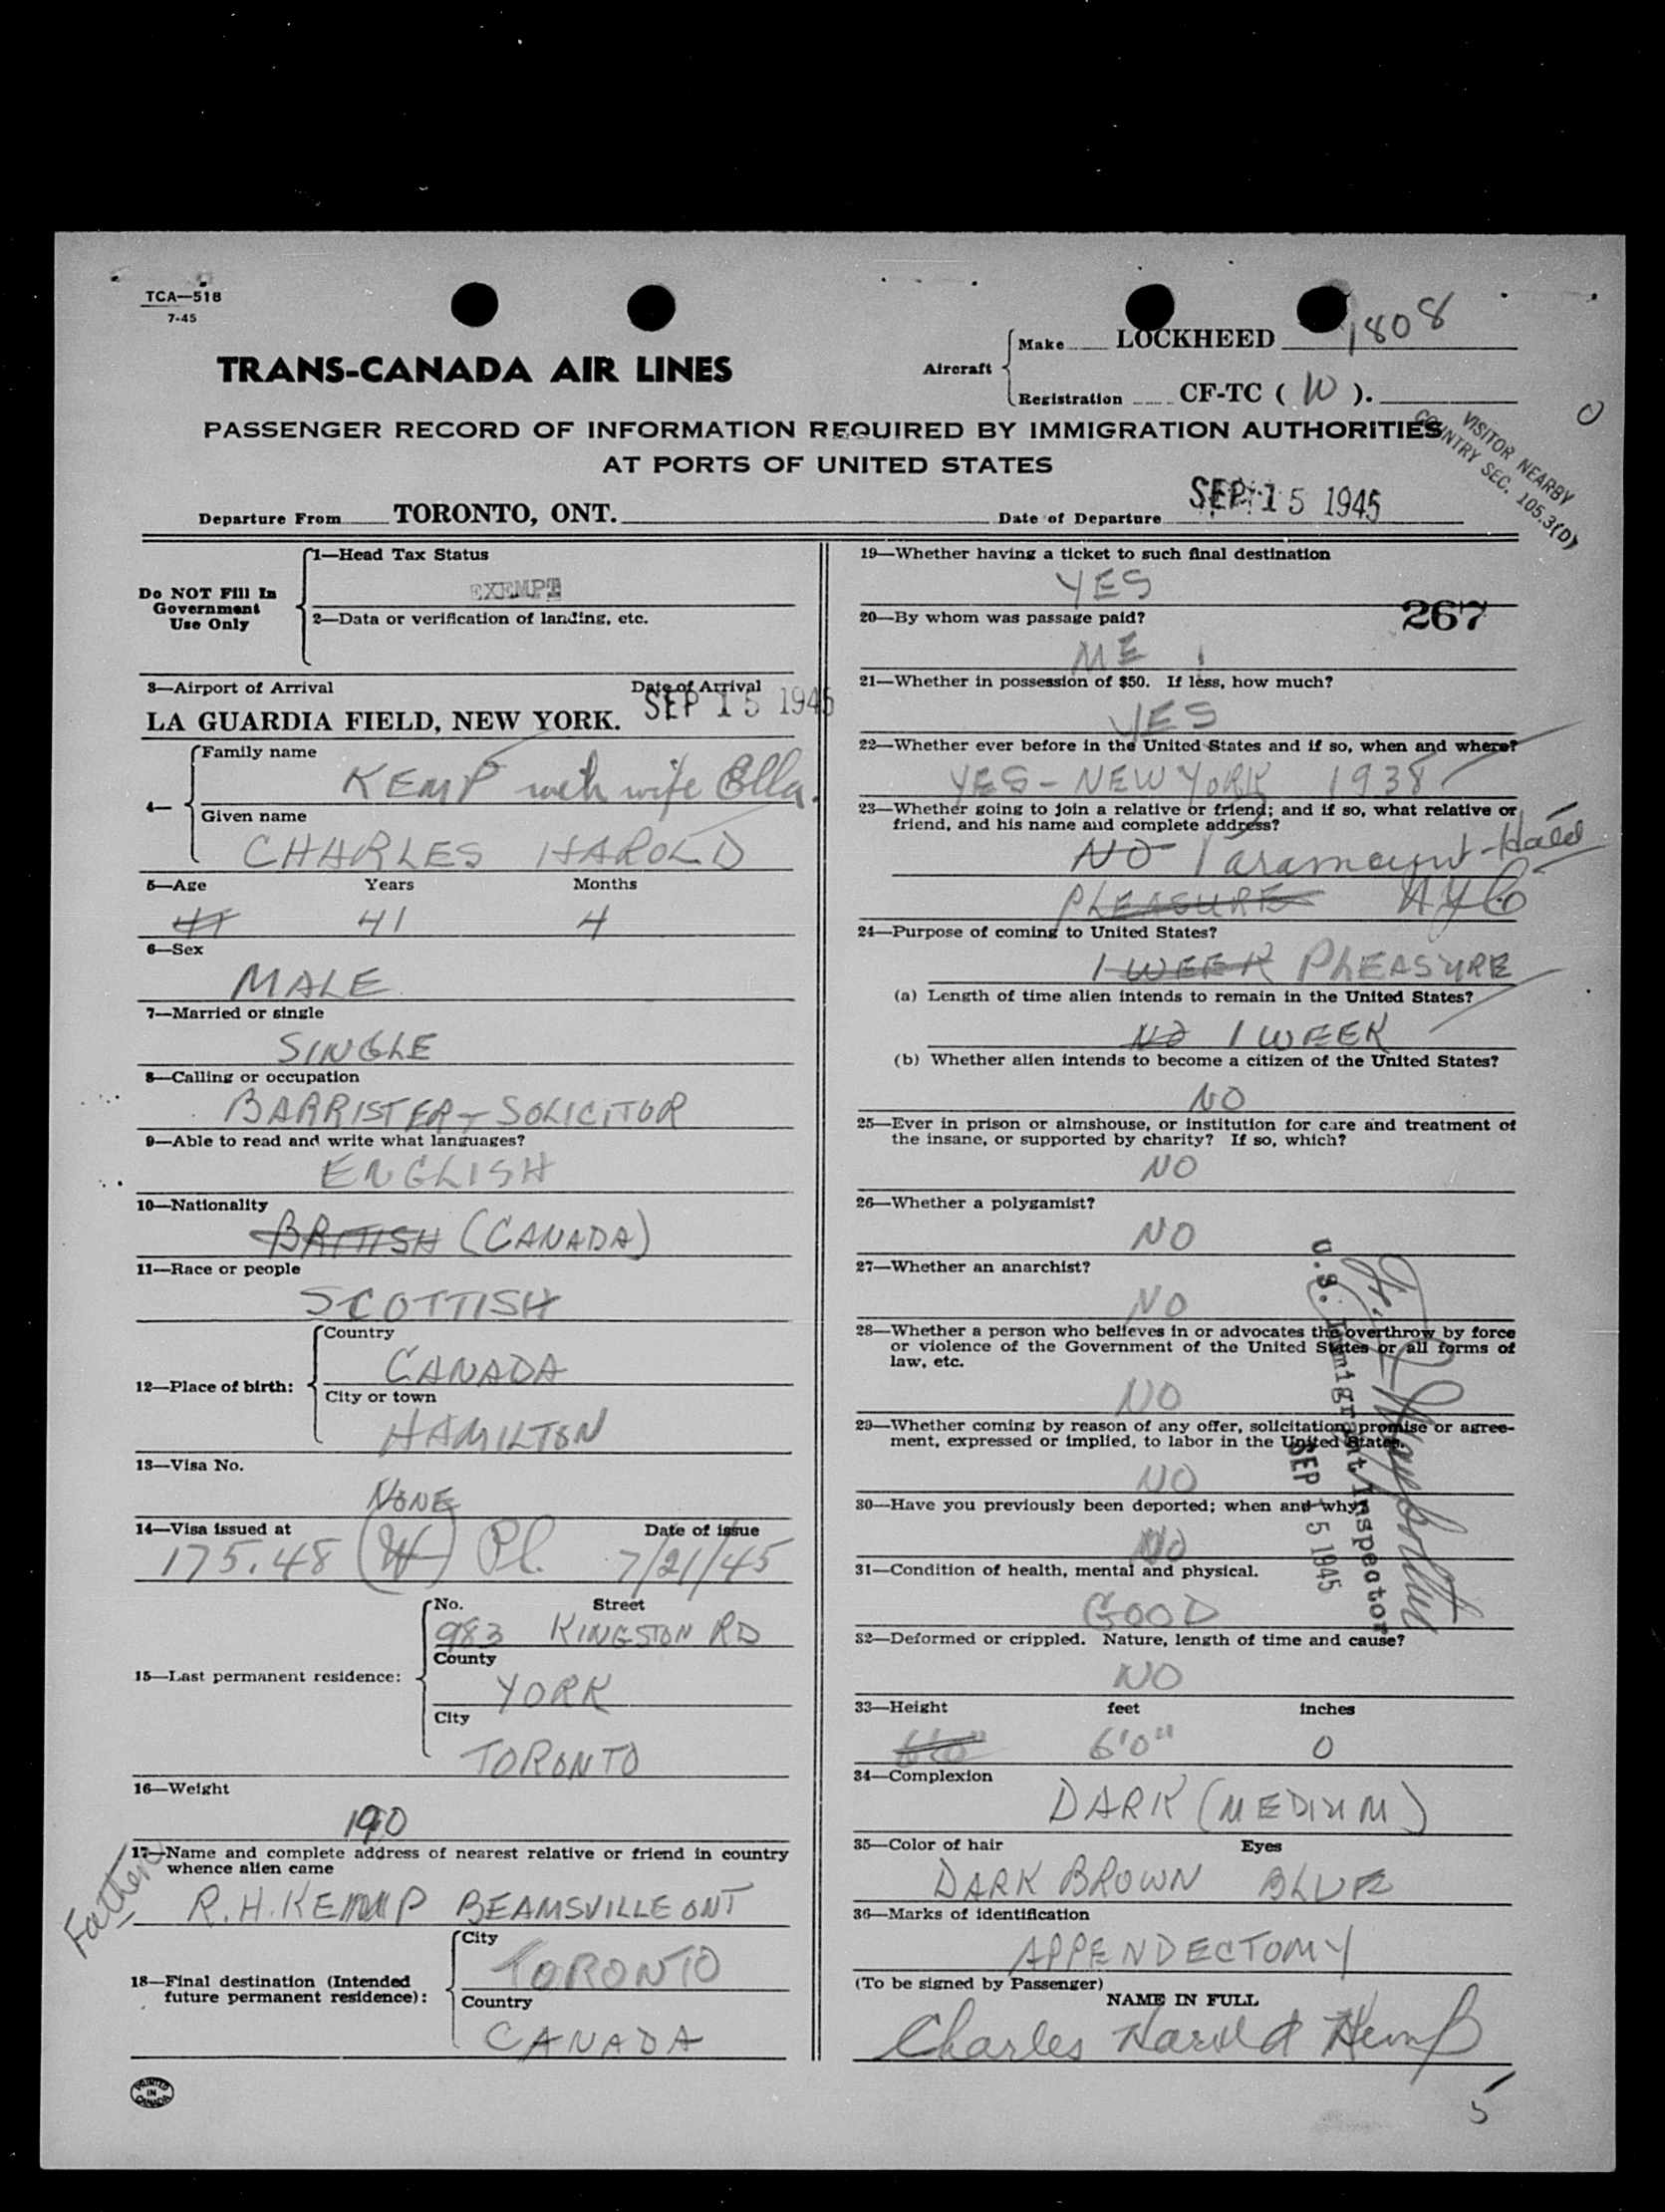 TCA—518
7-45
TRANS-CANADA AIR LINES
Aircraft
Make LOCKHEED 1808
Registration CF-TC ( W ).
PASSENGER RECORD OF INFORMATION REQUIRED BY IMMIGRATION AUTHORITIES
AT PORTS OF UNITED STATES
VISITOR NEARBY
COUNTRY SEC. 105.3(D)
Departure From TORONTO, ONT. Date of Departure SEP 15 1945
Do NOT Fill In
Government
Use Only
1—Head Tax Status
EXEMPT
2—Data or verification of landing, etc.
3—Airport of Arrival Date of Arrival
LA GUARDIA FIELD, NEW YORK. SEP 15 1945
4—
Family name
KEMP with wife Ella.
Given name
CHARLES HAROLD
5—Age Years Months
41 41 4
6—Sex
MALE
7—Married or single
SINGLE
8—Calling or occupation
BARRISTER - SOLICITOR
9—Able to read and write what languages?
ENGLISH
10—Nationality
BRITISH (CANADA)
11—Race or people
SCOTTISH
12—Place of birth:
Country
CANADA
City or town
HAMILTON
13—Visa No.
NONE
14—Visa issued at Date of issue
175.48 (W) Pl. 7/21/45
15—Last permanent residence:
No. Street
983 KINGSTON RD
County
YORK
City
TORONTO
16—Weight
190
17—Name and complete address of nearest relative or friend in country
whence alien came
Father
R.H. KEMP BEAMSVILLE ONT
18—Final destination (Intended
future permanent residence):
City
TORONTO
Country
CANADA
PRINTED
IN
CANADA
19—Whether having a ticket to such final destination
YES
267
20—By whom was passage paid?
ME
21—Whether in possession of $50. If less, how much?
YES
22—Whether ever before in the United States and if so, when and where?
YES - NEW YORK 1938
23—Whether going to join a relative or friend; and if so, what relative or
friend, and his name and complete address?
NO Paramount Hotel
PLEASURE NYC
24—Purpose of coming to United States?
1 WEEK PLEASURE
(a) Length of time alien intends to remain in the United States?
NO 1 WEEK
(b) Whether alien intends to become a citizen of the United States?
NO
25—Ever in prison or almshouse, or institution for care and treatment of
the insane, or supported by charity? If so, which?
NO
26—Whether a polygamist?
NO
27—Whether an anarchist?
NO
28—Whether a person who believes in or advocates the overthrow by force
or violence of the Government of the United States or all forms of
law, etc.
NO
29—Whether coming by reason of any offer, solicitation, promise or agree-
ment, expressed or implied, to labor in the United States.
NO
30—Have you previously been deported; when and why?
NO
U.S. Immigrant Inspector
SEP 15 1945
31—Condition of health, mental and physical.
GOOD
32—Deformed or crippled. Nature, length of time and cause?
NO
33—Height feet inches
6'0" 6'0" 0
34—Complexion
DARK (MEDIUM)
35—Color of hair Eyes
DARK BROWN BLUE
36—Marks of identification
APPENDECTOMY
(To be signed by Passenger)
NAME IN FULL
Charles Harold Kemp
5